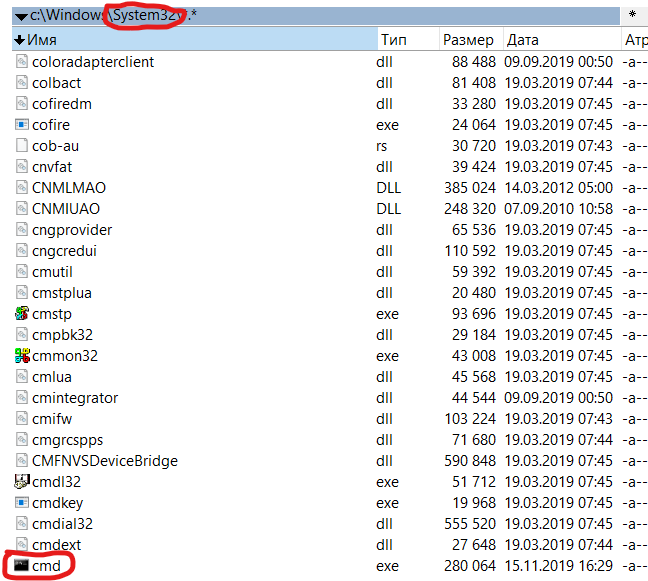 c:\Windows\System32\*.* *
Имя Тип Размер Дата Атр
coloradapterclient dll 88 488 09.09.2019 00:50 -a--
colbact dll 81 408 19.03.2019 07:44 -a--
cofiredm dll 33 280 19.03.2019 07:45 -a--
cofire exe 24 064 19.03.2019 07:45 -a--
cob-au rs 30 720 19.03.2019 07:43 -a--
cnvfat dll 39 424 19.03.2019 07:45 -a--
CNMLMAO DLL 385 024 14.03.2012 05:00 -a--
CNMIUAO DLL 248 320 07.09.2010 10:58 -a--
cngprovider dll 65 536 19.03.2019 07:45 -a--
cngcredui dll 110 592 19.03.2019 07:45 -a--
cmutil dll 59 392 19.03.2019 07:45 -a--
cmstplua dll 20 480 19.03.2019 07:45 -a--
cmstp exe 93 696 19.03.2019 07:45 -a--
cmpbk32 dll 29 184 19.03.2019 07:45 -a--
cmmon32 exe 43 008 19.03.2019 07:45 -a--
cmlua dll 45 568 19.03.2019 07:45 -a--
cmintegrator dll 44 544 09.09.2019 00:50 -a--
cmifw dll 103 224 19.03.2019 07:43 -a--
cmgrcspps dll 71 680 19.03.2019 07:44 -a--
CMFNVSDeviceBridge dll 590 848 19.03.2019 07:45 -a--
cmdl32 exe 51 712 19.03.2019 07:45 -a--
cmdkey exe 19 968 19.03.2019 07:45 -a--
cmdial32 dll 555 520 19.03.2019 07:45 -a--
cmdext dll 27 648 19.03.2019 07:44 -a--
cmd exe 280 064 15.11.2019 16:29 -a--